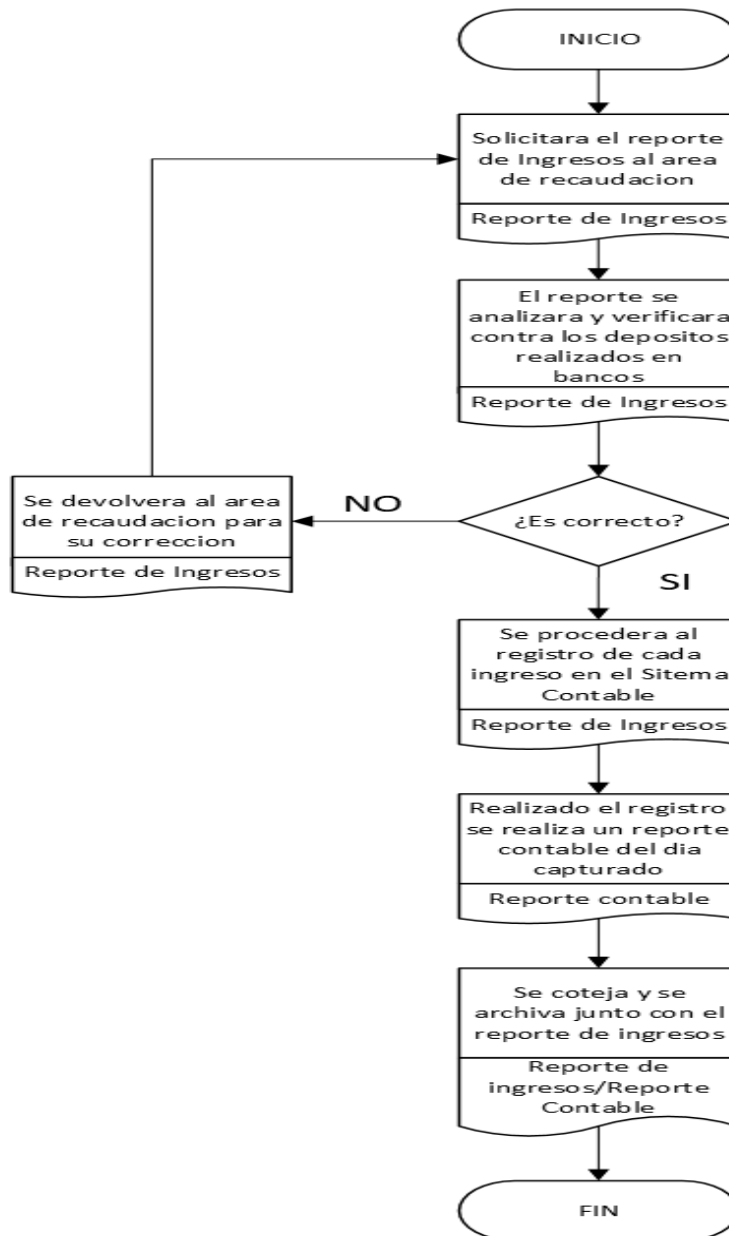 INICIO
Solicitara el reporte
de Ingresos al area
de recaudacion
Reporte de Ingresos
El reporte se
analizara y verificara
contra los depositos
realizados en
bancos
Reporte de Ingresos
¿Es correcto?
NO
Se devolvera al area
de recaudacion para
su correccion
Reporte de Ingresos
SI
Se procedera al
registro de cada
ingreso en el Sitema
Contable
Reporte de Ingresos
Realizado el registro
se realiza un reporte
contable del dia
capturado
Reporte contable
Se coteja y se
archiva junto con el
reporte de ingresos
Reporte de
ingresos/Reporte
Contable
FIN